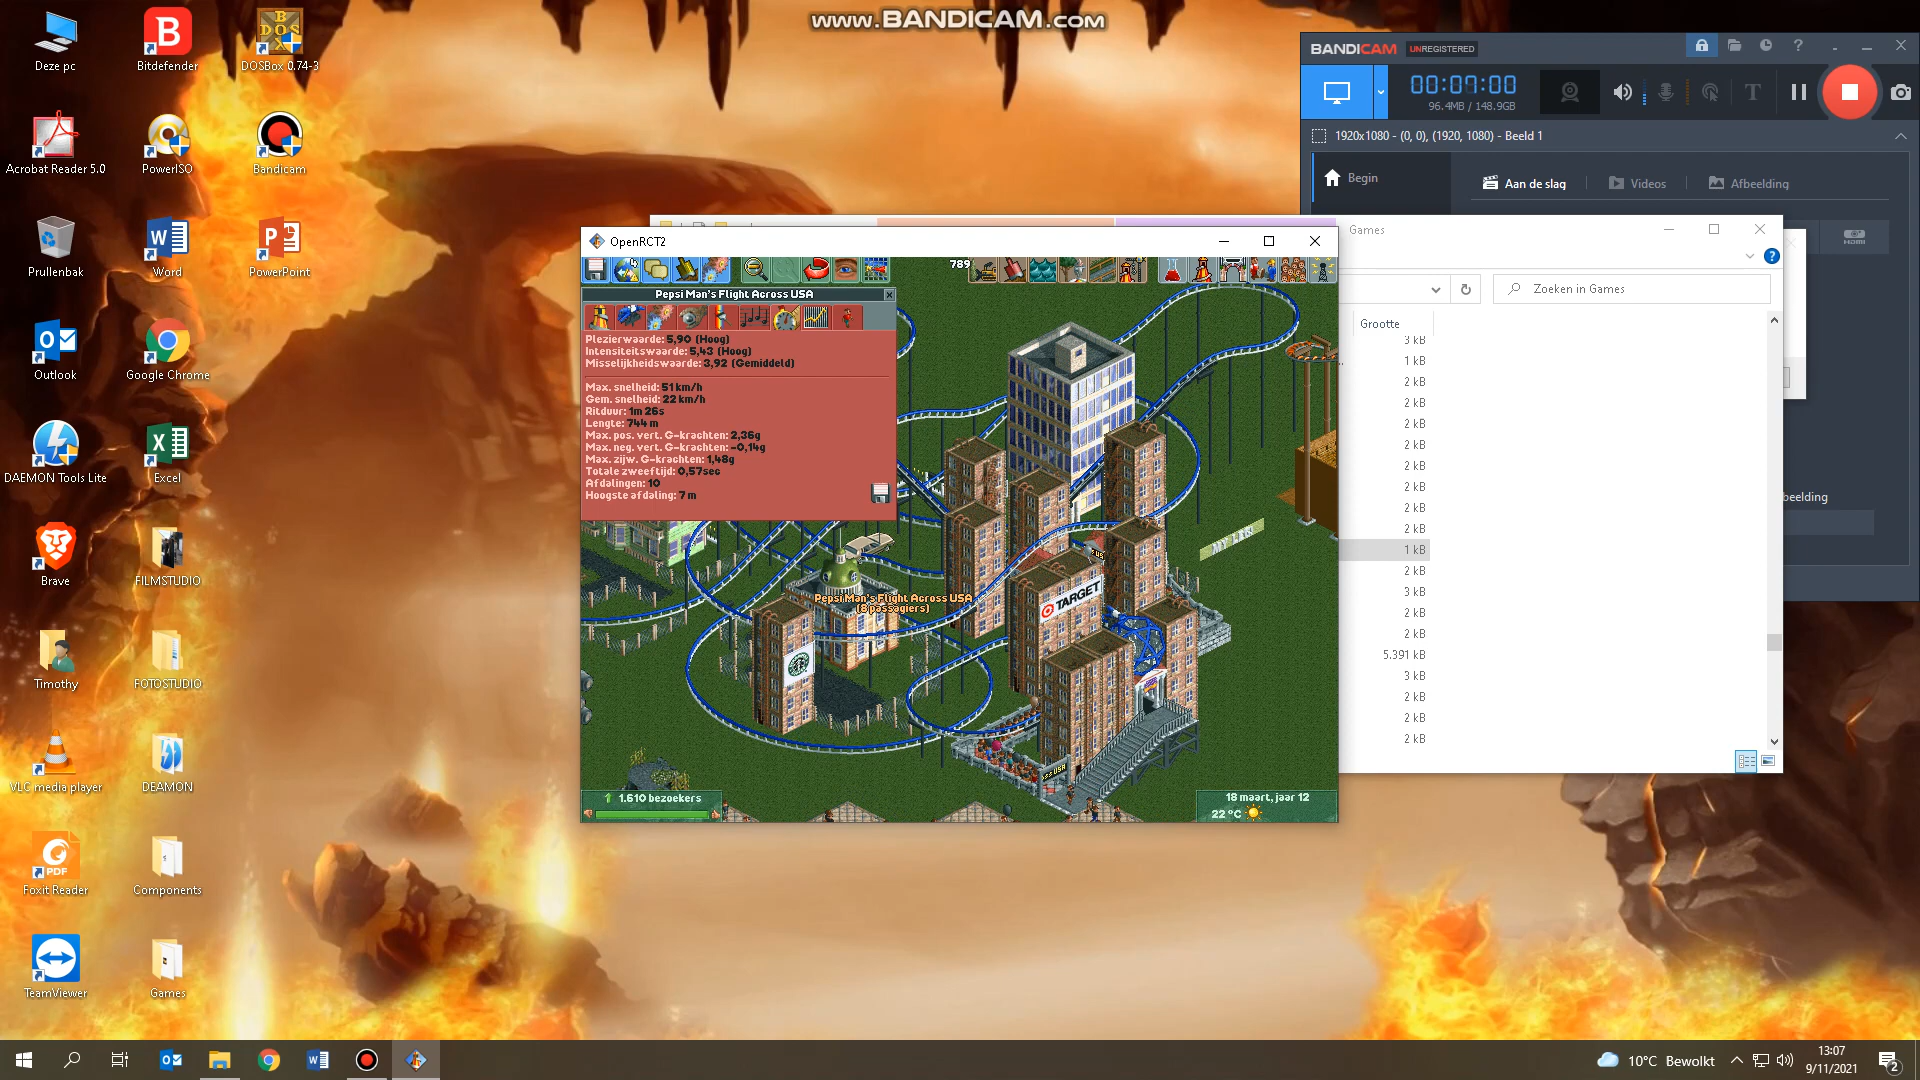 www.BANDICAM.com
Deze pc
Bitdefender
DOSBox 0.74-3
Acrobat Reader 5.0
PowerISO
Bandicam
Prullenbak
Word
PowerPoint
Outlook
Google Chrome
DAEMON Tools Lite
Excel
Brave
FILMSTUDIO
Timothy
FOTOSTUDIO
VLC media player
DEAMON
Foxit Reader
Components
TeamViewer
Games
BANDICAM UNREGISTERED
00:07:00
96.4MB / 148.9GB
1920x1080 - (0, 0), (1920, 1080) - Beeld 1
Begin
Aan de slag
Videos
Afbeelding
HDMI
beelding
Games
Zoeken in Games
Grootte
3 kB
1 kB
2 kB
2 kB
2 kB
2 kB
2 kB
2 kB
2 kB
2 kB
1 kB
2 kB
3 kB
2 kB
2 kB
5.391 kB
3 kB
2 kB
2 kB
2 kB
OpenRCT2
789
Pepsi Man's Flight Across USA
Plezierwaarde: 5,90 (Hoog)
Intensiteitswaarde: 5,43 (Hoog)
Misselijkheidswaarde: 3,92 (Gemiddeld)
Max. snelheid: 51 km/h
Gem. snelheid: 22 km/h
Ritduur: 1m 26s
Lengte: 744 m
Max. pos. vert. G-krachten: 2,36g
Max. neg. vert. G-krachten: -0,14g
Max. zijw. G-krachten: 1,48g
Totale zweeftijd: 0,57sec
Afdalingen: 10
Hoogste afdaling: 7 m
Pepsi Man's Flight Across USA
(8 passagiers)
TARGET
1.610 bezoekers
18 maart, jaar 12
22 °C
10°C Bewolkt
13:07
9/11/2021
2